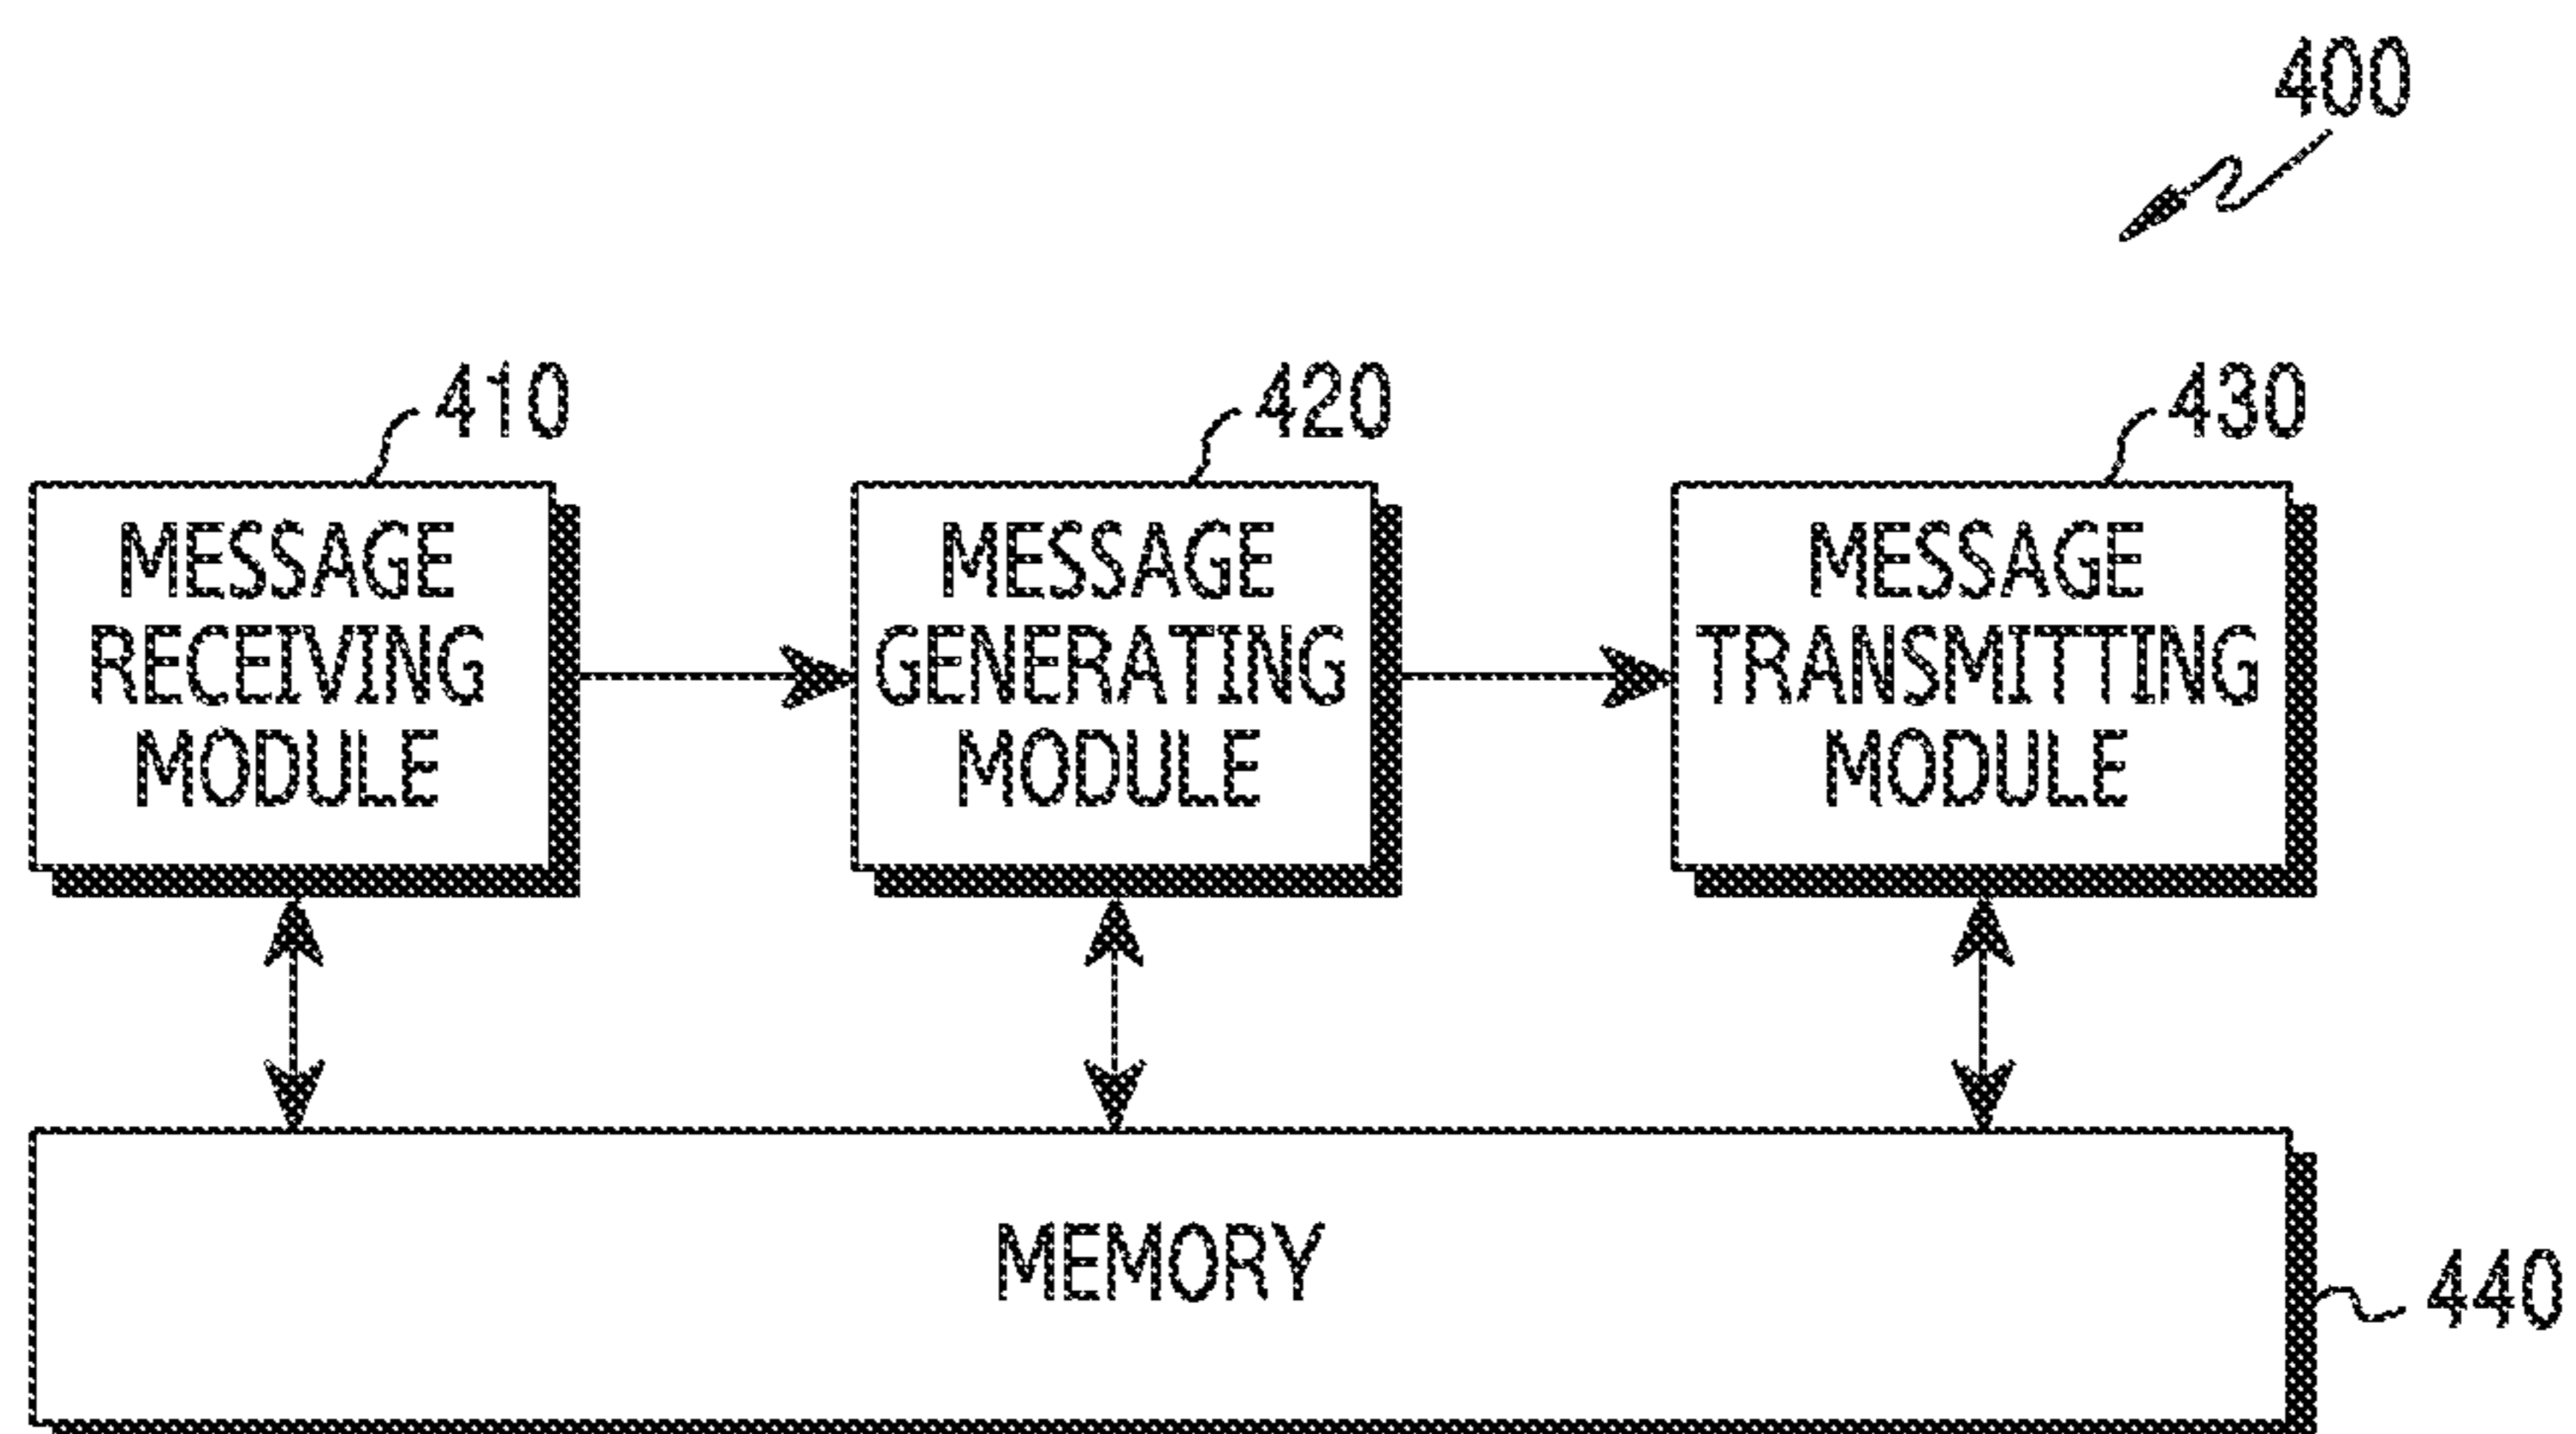 400
410
420
430
MESSAGE
RECEIVING
MODULE
MESSAGE
GENERATING
MODULE
MESSAGE
TRANSMITTING
MODULE
MEMORY
440